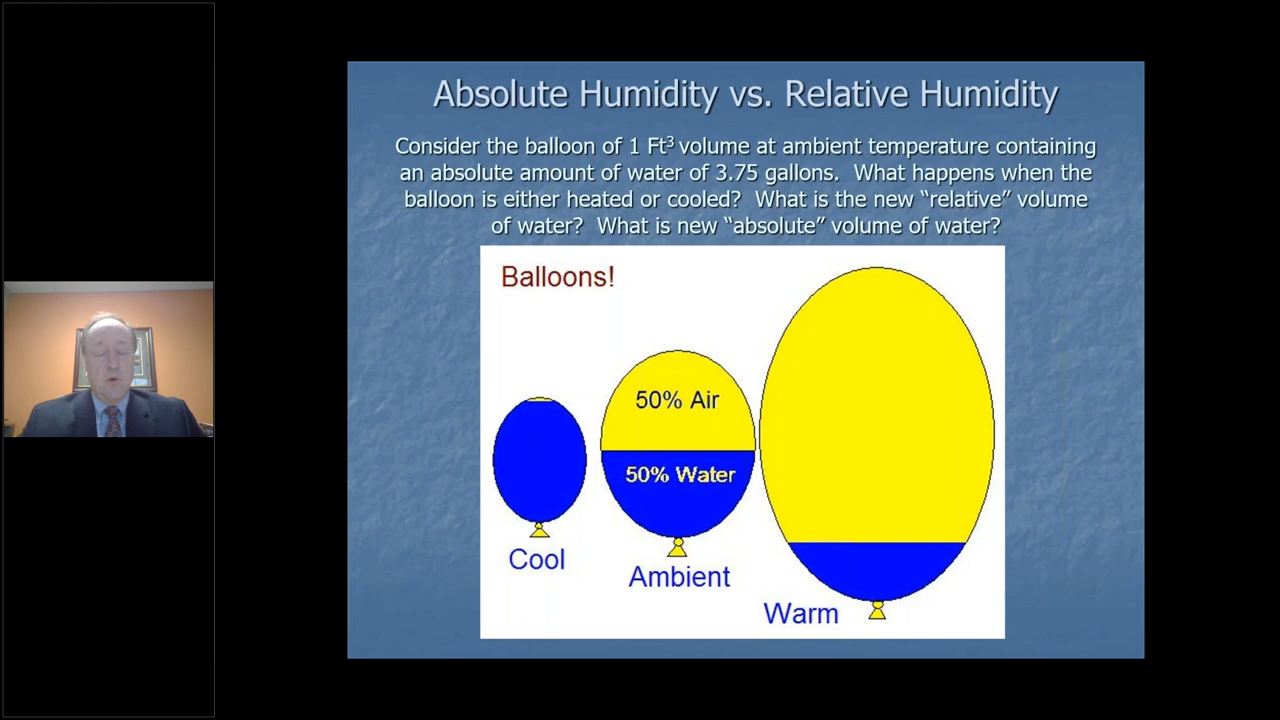 Absolute Humidity vs. Relative Humidity
Consider the balloon of 1 Ft³ volume at ambient temperature containing
an absolute amount of water of 3.75 gallons. What happens when the
balloon is either heated or cooled? What is the new “relative” volume
of water? What is new “absolute” volume of water?
Balloons!
50% Air
50% Water
Cool
Ambient
Warm